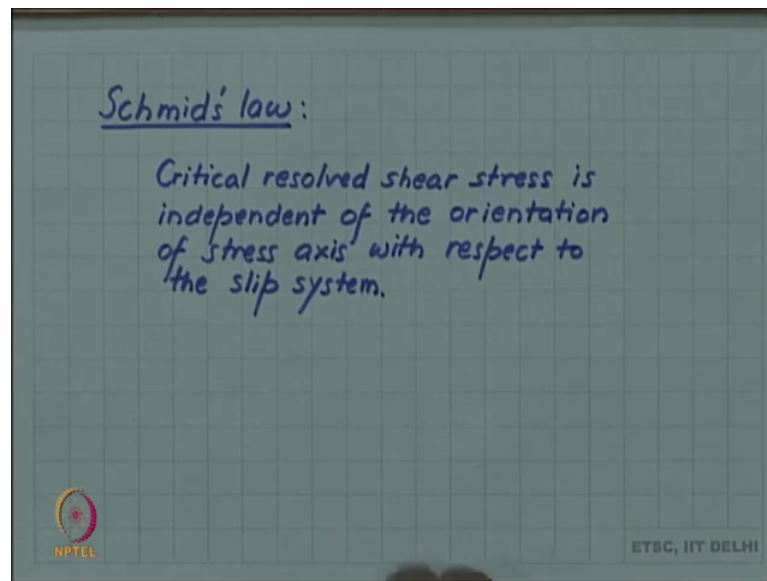 Schmid's law:
Critical resolved shear stress is
independent of the orientation
of stress axis with respect to
the slip system.
NPTEL
ETSC, IIT DELHI